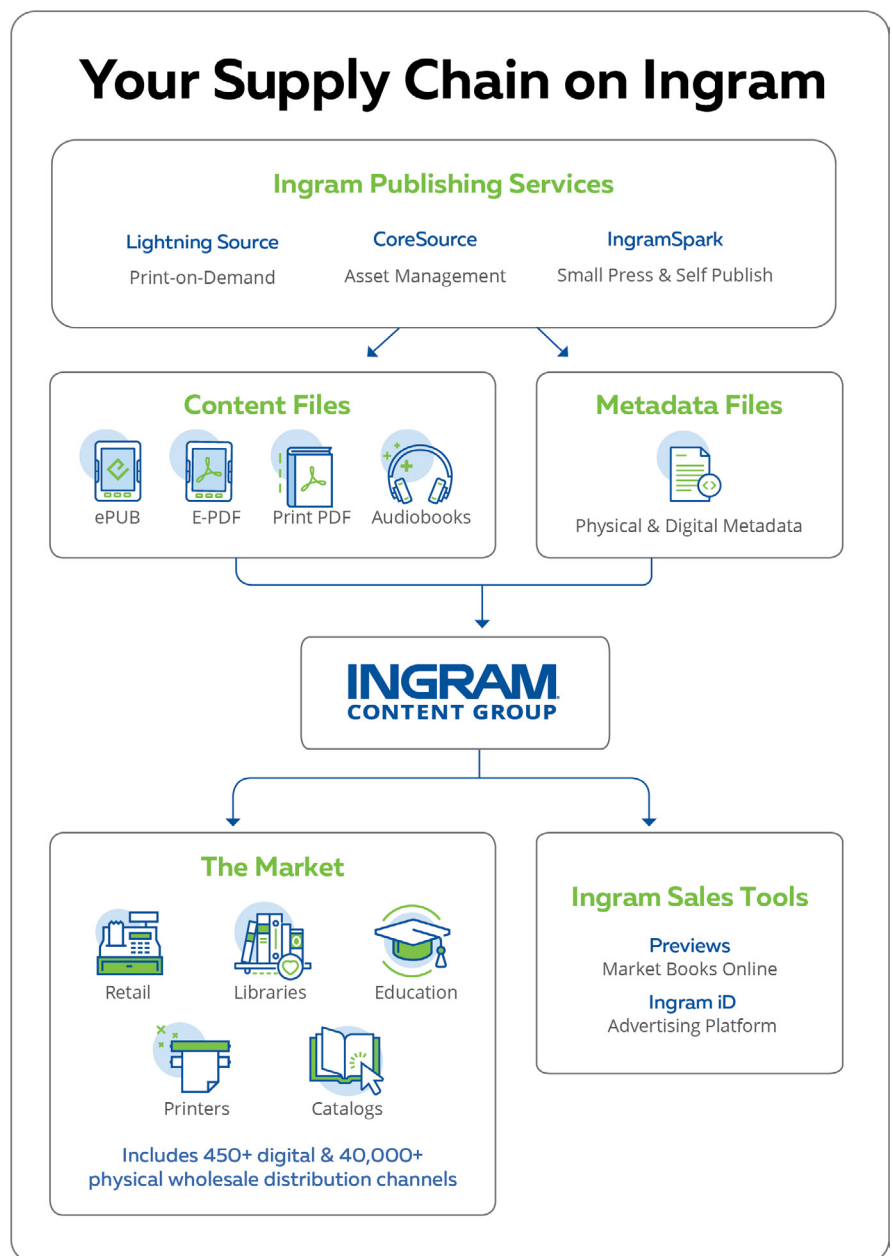 Your Supply Chain on Ingram
Ingram Publishing Services
Lightning Source
Print-on-Demand
CoreSource
Asset Management
IngramSpark
Small Press & Self Publish
Content Files
ePUB
E-PDF
Print PDF
Audiobooks
Metadata Files
Physical & Digital Metadata
INGRAM
CONTENT GROUP
The Market
Retail
Libraries
Education
Printers
Catalogs
Includes 450+ digital & 40,000+
physical wholesale distribution channels
Ingram Sales Tools
Previews
Market Books Online
Ingram iD
Advertising Platform